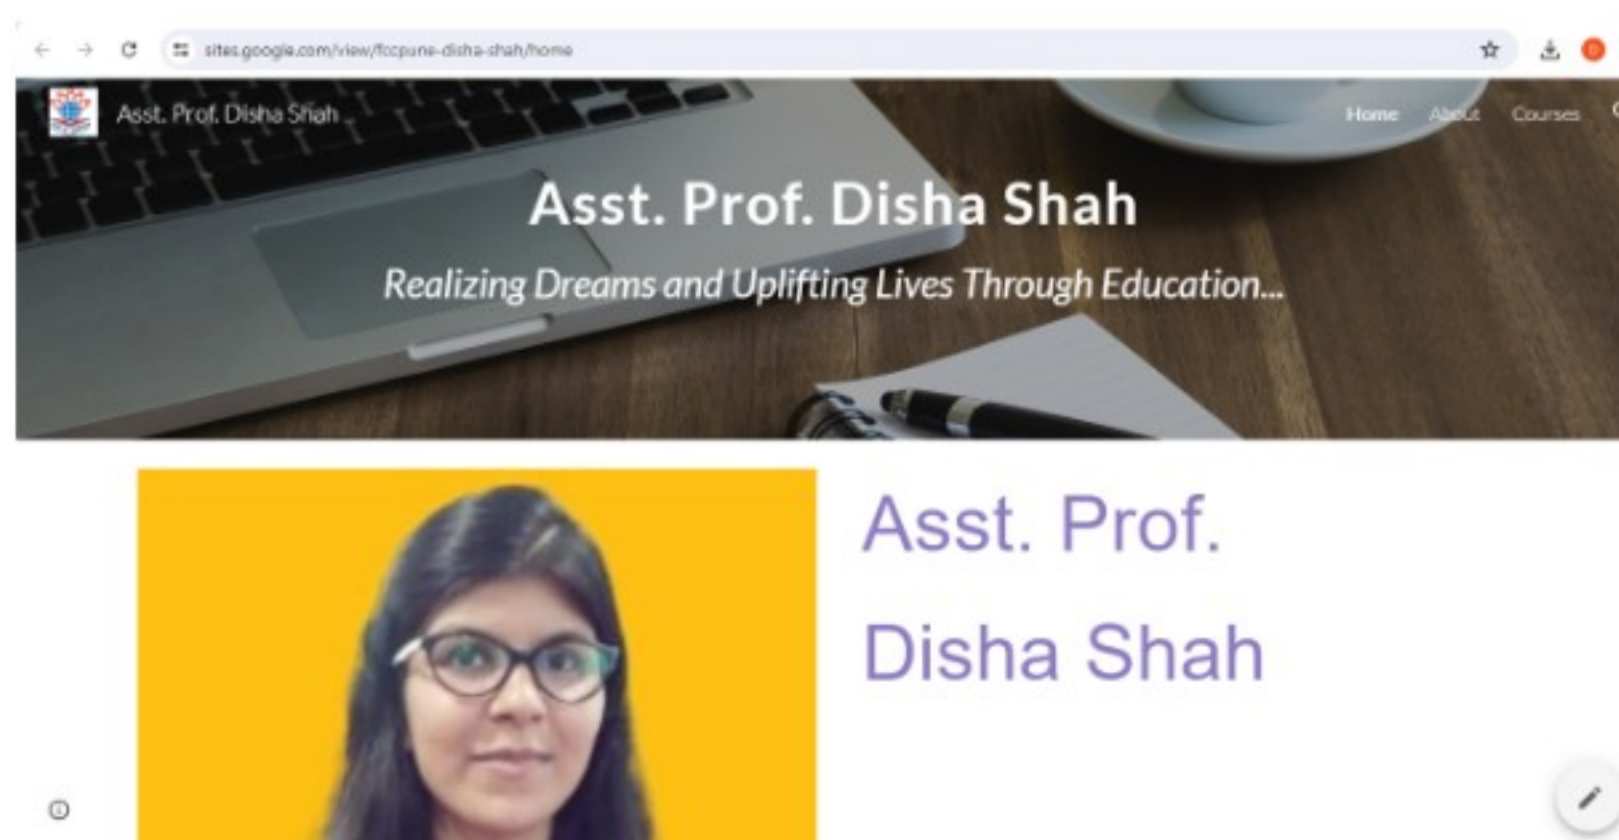 sites.google.com/view/fccpune-disha-shah/home
Asst. Prof. Disha Shah
Home About Courses
Asst. Prof. Disha Shah
Realizing Dreams and Uplifting Lives Through Education...
Asst. Prof.
Disha Shah